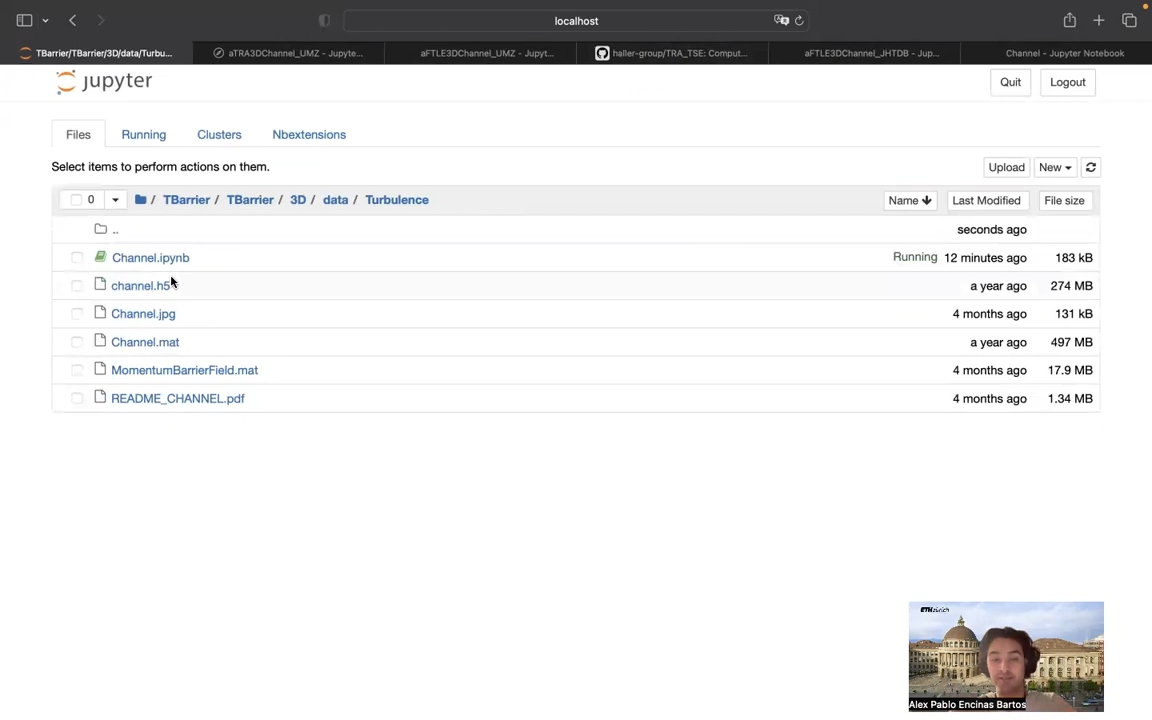 localhost
TBarrier/TBarrier/3D/data/Turbu...
aTRA3DChannel_UMZ - Jupyte...
aFTLE3DChannel_UMZ - Jupyt...
haller-group/TRA_TSE: Comput...
aFTLE3DChannel_JHTDB - Jup...
Channel - Jupyter Notebook
jupyter
Quit
Logout
Files
Running
Clusters
Nbextensions
Select items to perform actions on them.
Upload
New
0
/ TBarrier / TBarrier / 3D / data / Turbulence
Name
Last Modified
File size
..
seconds ago
Channel.ipynb
Running 12 minutes ago
183 kB
channel.h5
a year ago
274 MB
Channel.jpg
4 months ago
131 kB
Channel.mat
a year ago
497 MB
MomentumBarrierField.mat
4 months ago
17.9 MB
README_CHANNEL.pdf
4 months ago
1.34 MB
ETH zürich
Alex Pablo Encinas Bartos